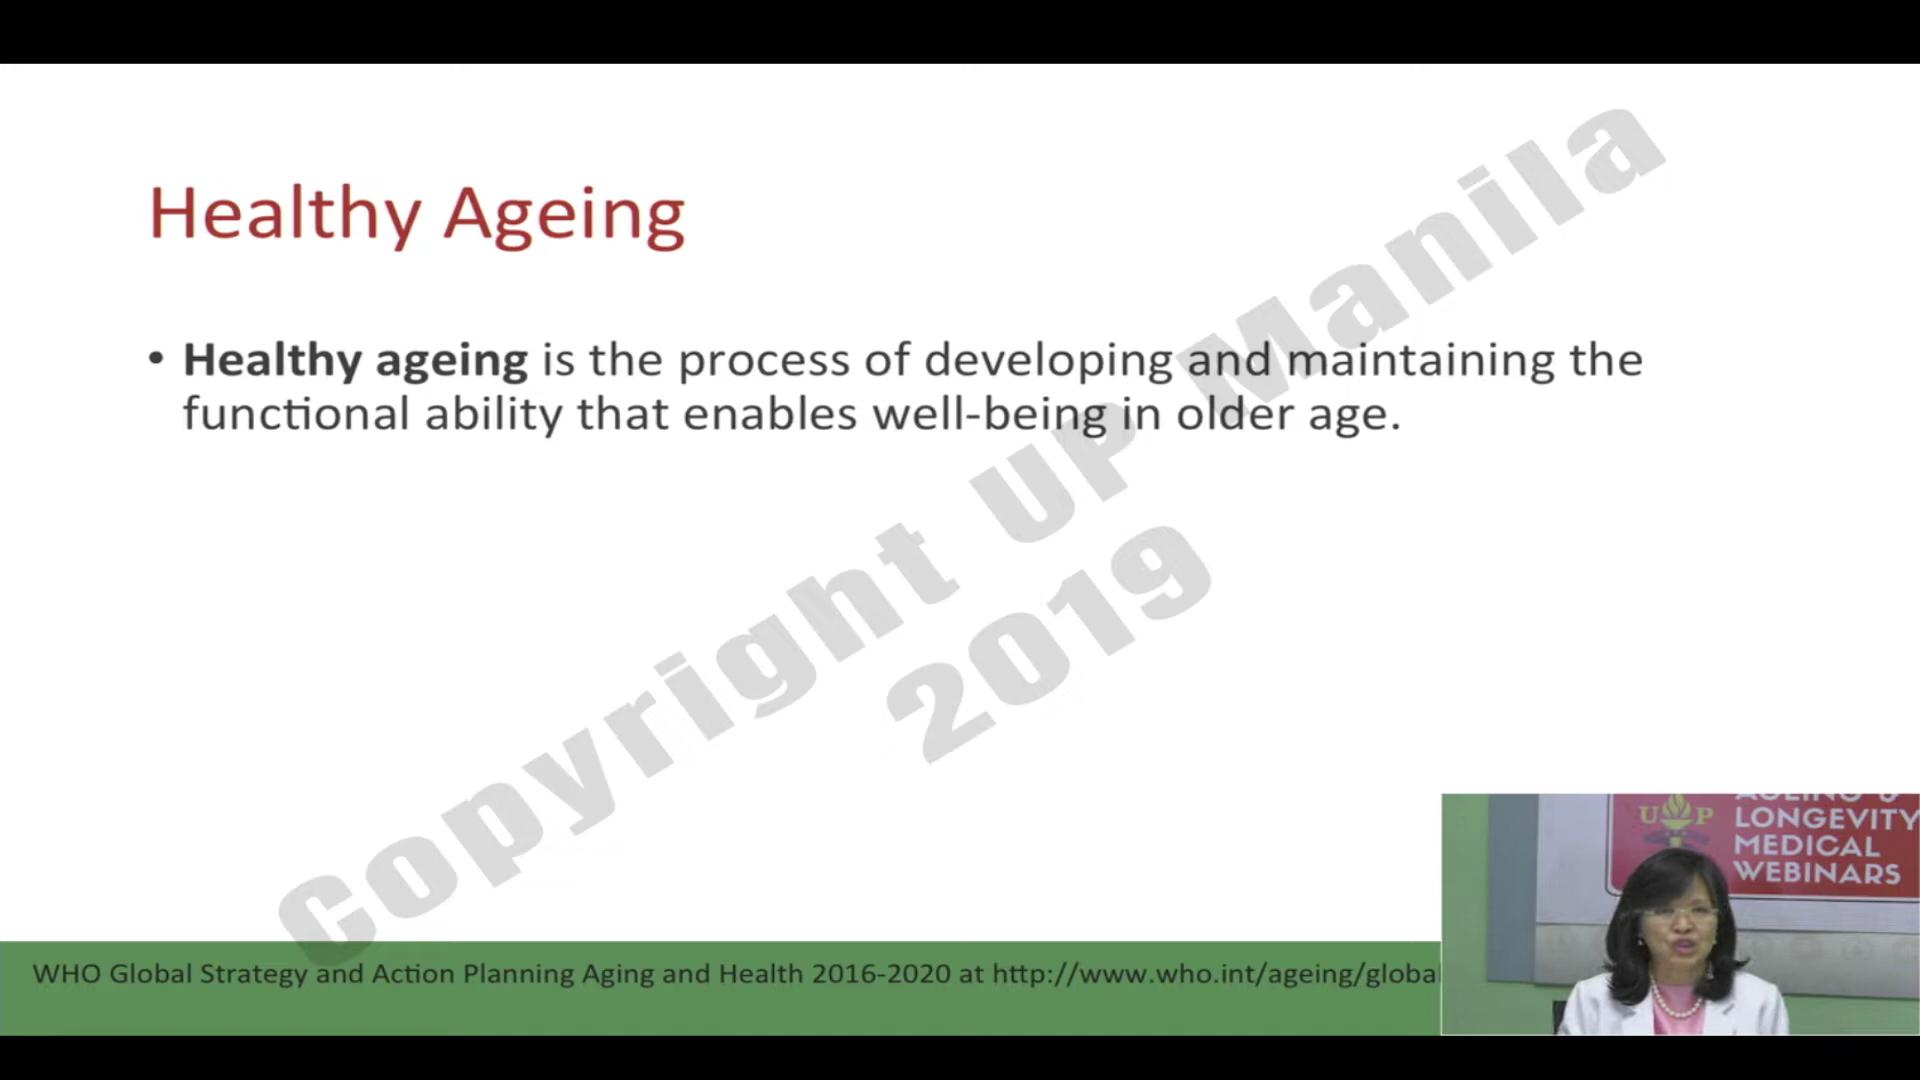 Healthy Ageing
• Healthy ageing is the process of developing and maintaining the
functional ability that enables well-being in older age.
Copyright UP Manila
2019
WHO Global Strategy and Action Planning Aging and Health 2016-2020 at http://www.who.int/ageing/global
AGEING &
U P
LONGEVITY
MEDICAL
WEBINARS